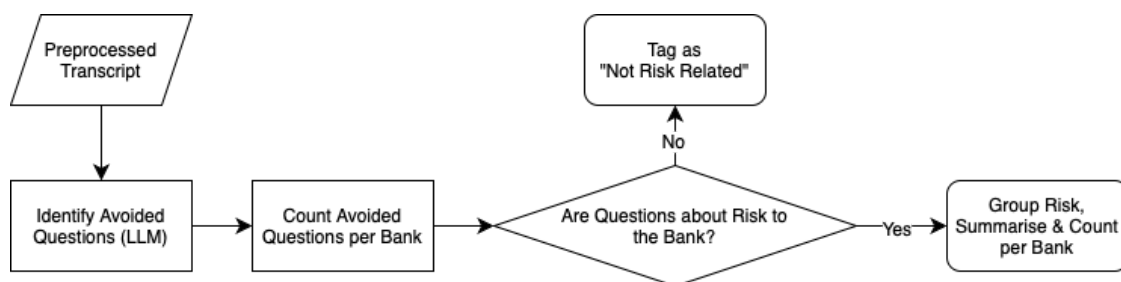 Preprocessed
Transcript
Identify Avoided
Questions (LLM)
Count Avoided
Questions per Bank
Are Questions about Risk to
the Bank?
No
Tag as
"Not Risk Related"
Yes
Group Risk,
Summarise & Count
per Bank